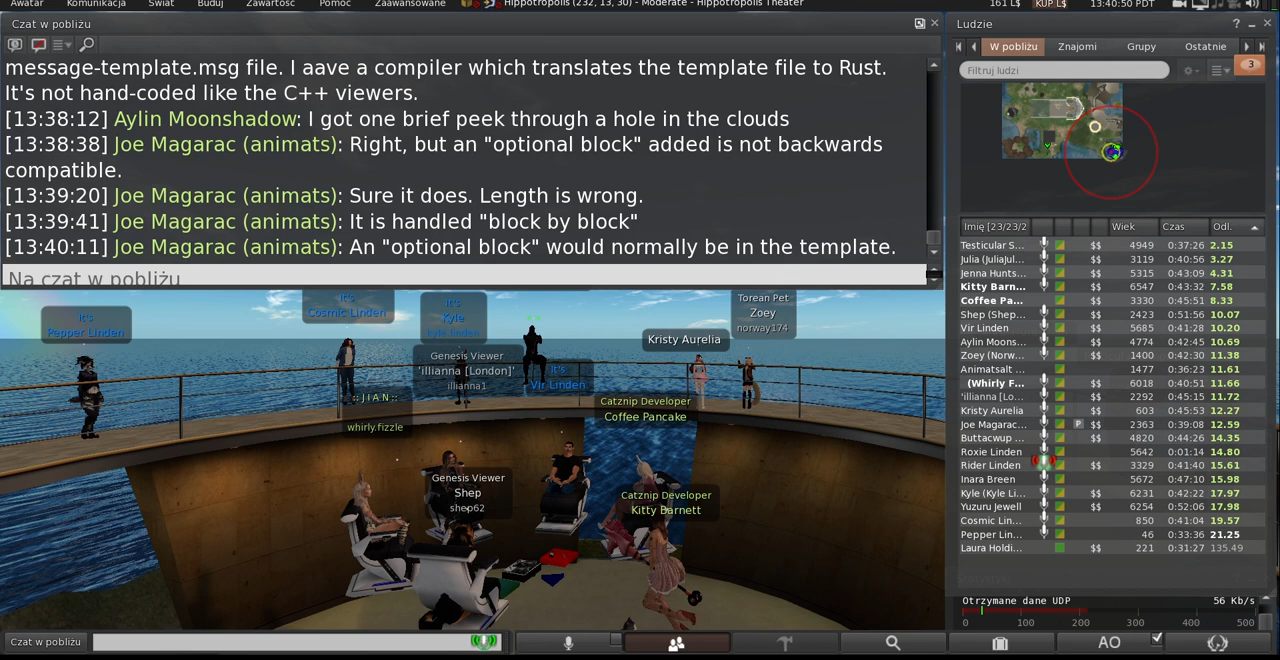 Awatar Komunikacja Świat Buduj Zawartość Pomoc Zaawansowane Hippotropolis (232, 13, 30) - Moderate - Hippotropolis Theater 161 L$ KUP L$ 13:40:50 PDT
Czat w pobliżu
message-template.msg file. I aave a compiler which translates the template file to Rust.
It's not hand-coded like the C++ viewers.
[13:38:12] Aylin Moonshadow: I got one brief peek through a hole in the clouds
[13:38:38] Joe Magarac (animats): Right, but an "optional block" added is not backwards
compatible.
[13:39:20] Joe Magarac (animats): Sure it does. Length is wrong.
[13:39:41] Joe Magarac (animats): It is handled "block by block"
[13:40:11] Joe Magarac (animats): An "optional block" would normally be in the template.
Na czat w pobliżu
It's
Pepper Linden
It's
Cosmic Linden
It's
Kyle
kyle.linden
Genesis Viewer
'illianna [London]'
illianna1
It's
Vir Linden
Torean Pet
Zoey
norway174
Kristy Aurelia
:: J I A N ::
whirly.fizzle
Catznip Developer
Coffee Pancake
Genesis Viewer
Shep
shep62
Catznip Developer
Kitty Barnett
Czat w pobliżu
Ludzie
? _ ×
W pobliżu Znajomi Grupy Ostatnie
Filtruj ludzi
3
Imię [23/23/2 Wiek Czas Odl.
Testicular S... $$ 4949 0:37:26 2.15
Julia (JuliaJul... $$ 3119 0:40:56 3.27
Jenna Hunts... $$ 5315 0:43:09 4.31
Kitty Barn... $$ 6547 0:43:32 7.58
Coffee Pa... $$ 3330 0:45:51 8.33
Shep (Shep... $$ 2423 0:51:56 10.07
Vir Linden $$ 5685 0:41:28 10.20
Aylin Moons... $$ 4774 0:42:45 10.69
Zoey (Norw... $$ 1400 0:42:30 11.38
Animatsalt ... 1477 0:36:23 11.61
(Whirly F... $$ 6018 0:40:51 11.66
'illianna [Lo... $$ 2292 0:45:15 11.72
Kristy Aurelia $$ 603 0:45:53 12.27
Joe Magarac... P $$ 2363 0:39:08 12.59
Buttacwup ... $$ 4820 0:44:26 14.35
Roxie Linden 5642 0:01:14 14.80
Rider Linden $$ 3329 0:41:40 15.61
Inara Breen 5672 0:47:10 15.98
Kyle (Kyle Li... $$ 6231 0:42:22 17.97
Yuzuru Jewell $$ 6254 0:52:06 17.98
Cosmic Lin... 850 0:41:04 19.57
Pepper Lin... 46 0:33:36 21.25
Laura Holdi... $$ 221 0:31:27 135.49
Otrzymane dane UDP 56 Kb/s
0 100 200 300 400 500
AO